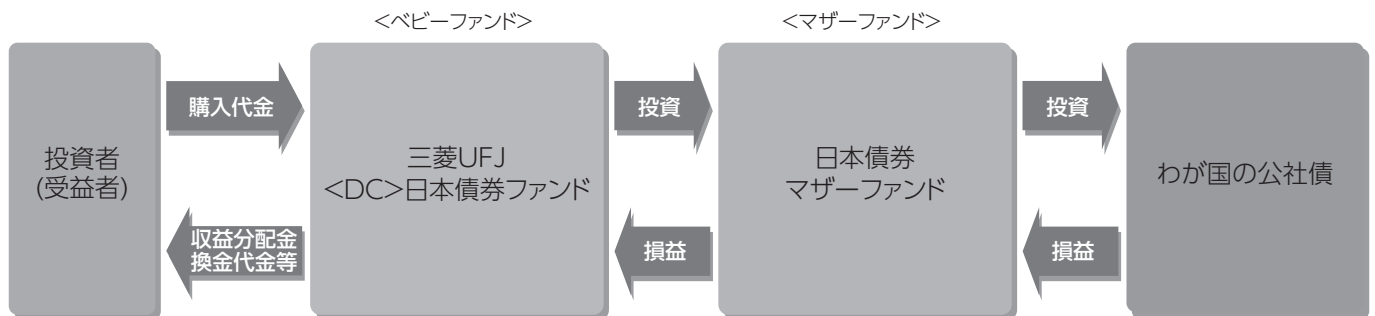 <ベビーファンド>
<マザーファンド>
投資者
(受益者)
購入代金
収益分配金
換金代金等
三菱UFJ
<DC>日本債券ファンド
投資
損益
日本債券
マザーファンド
投資
損益
わが国の公社債